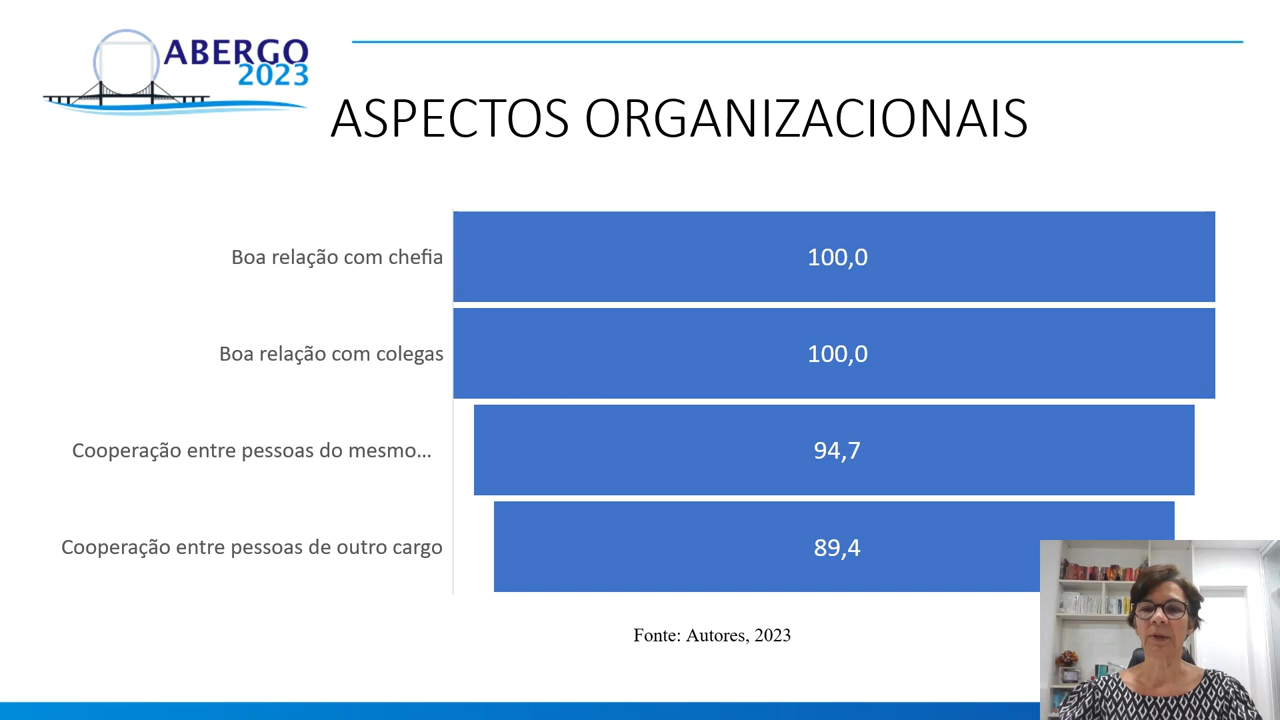 ABERGO
2023
ASPECTOS ORGANIZACIONAIS
Boa relação com chefia
100,0
Boa relação com colegas
100,0
Cooperação entre pessoas do mesmo...
94,7
Cooperação entre pessoas de outro cargo
89,4
Fonte: Autores, 2023